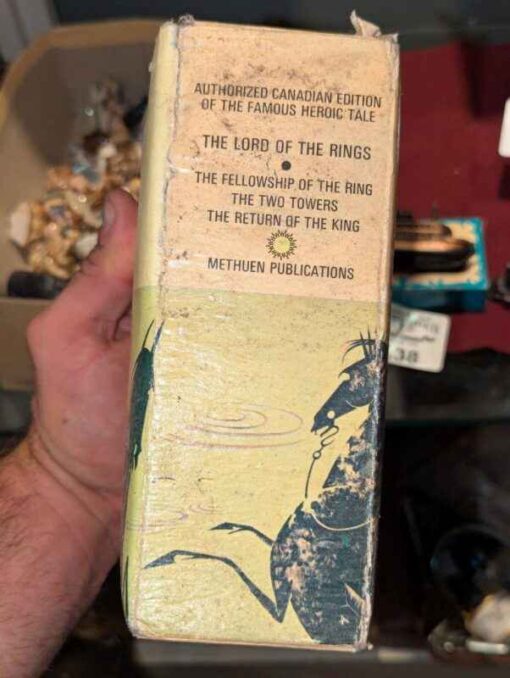 AUTHORIZED CANADIAN EDITION
OF THE FAMOUS HEROIC TALE
THE LORD OF THE RINGS
THE FELLOWSHIP OF THE RING
THE TWO TOWERS
THE RETURN OF THE KING
METHUEN PUBLICATIONS
38